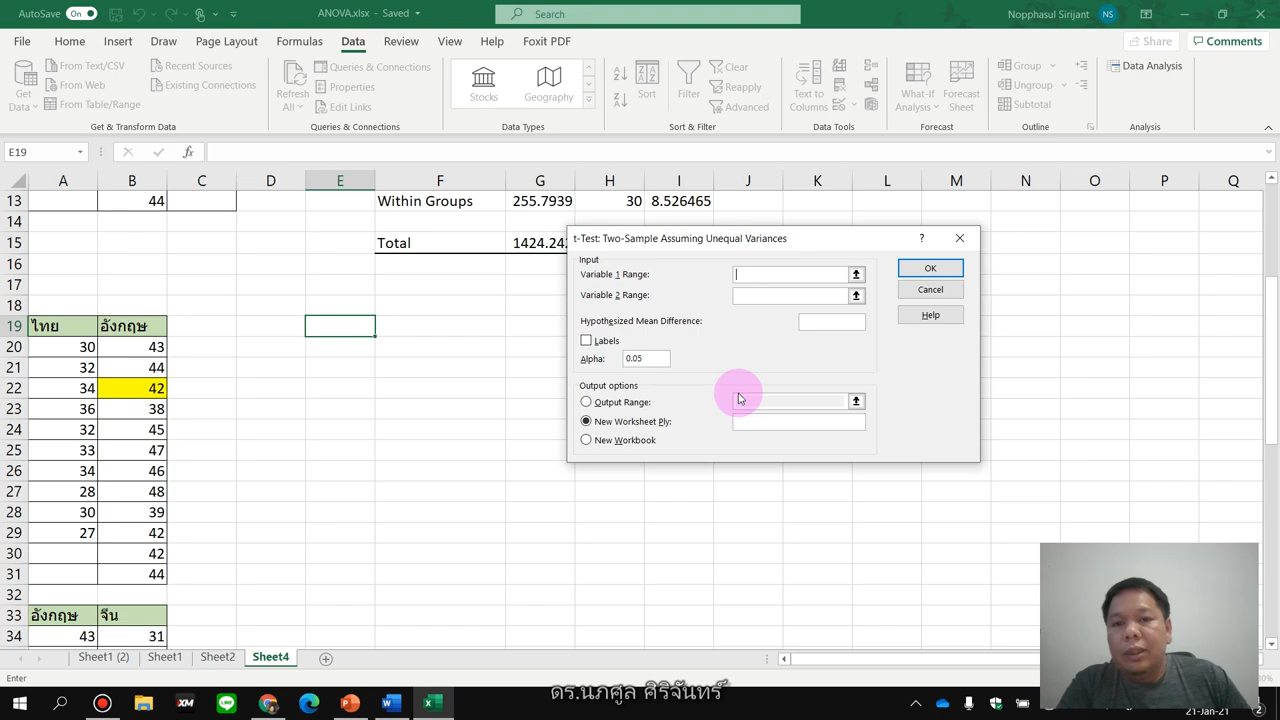 AutoSave On ANOVA.xlsx - Saved Search Nopphasul Sirijant NS
File Home Insert Draw Page Layout Formulas Data Review View Help Foxit PDF Share Comments
Get Data From Text/CSV From Web From Table/Range Recent Sources Existing Connections
Refresh All Queries & Connections Properties Edit Links
Stocks Geography
Sort Filter Clear Reapply Advanced
Text to Columns
What-If Analysis Forecast Sheet
Group Ungroup Subtotal
Data Analysis
Get & Transform Data Queries & Connections Data Types Sort & Filter Data Tools Forecast Outline Analysis
E19 fx
A B C D E F G H I J K L M N O P Q
13 44 Within Groups 255.7939 30 8.526465
14
15 Total
16
17
18
19 ไทย อังกฤษ
20 30 43
21 32 44
22 34 42
23 36 38
24 32 45
25 33 47
26 34 46
27 28 48
28 30 39
29 27 42
30 42
31 44
32
33 อังกฤษ จีน
34 43 31
t-Test: Two-Sample Assuming Unequal Variances ?
Input
Variable 1 Range:
Variable 2 Range:
Hypothesized Mean Difference:
Labels
Alpha: 0.05
Output options
Output Range:
New Worksheet Ply:
New Workbook
OK
Cancel
Help
Sheet1 (2) Sheet1 Sheet2 Sheet4
Enter
ดร.นภศูล ศิริจันทร์
21-Jan-21